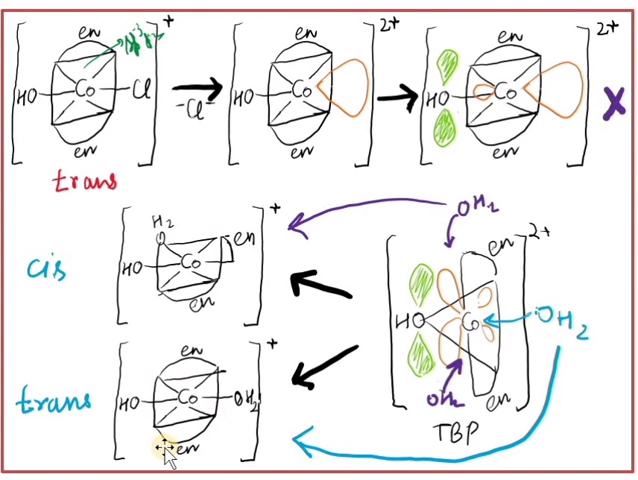 en
[HO Co Cl]+
en
trans
-Cl-
en
[HO Co]2+
en
en
[HO Co]2+
en
X
cis
H2
O
[HO Co en]+
en
OH2
en
[HO Co]2+
OH2
OH2
en
TBP
trans
en
[HO Co OH2]+
en